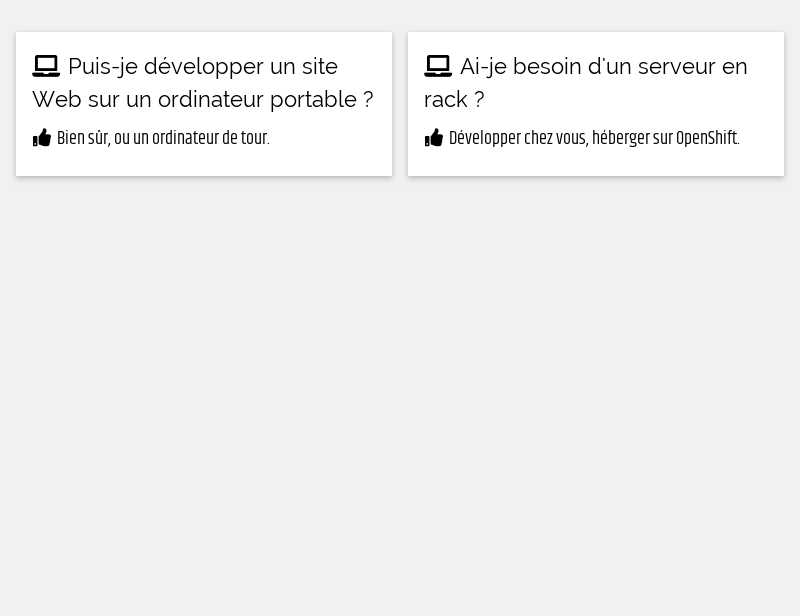 Puis-je développer un site
Web sur un ordinateur portable ?
Bien sûr, ou un ordinateur de tour.
Ai-je besoin d'un serveur en
rack ?
Développer chez vous, héberger sur OpenShift.